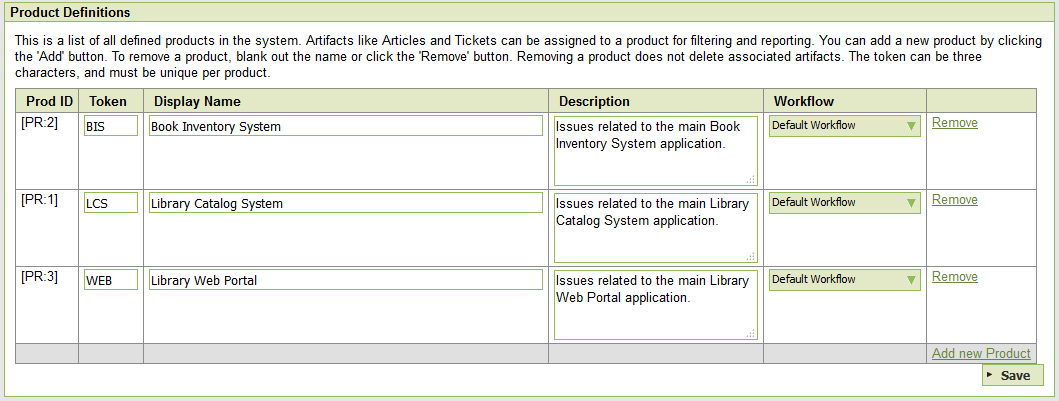 Product Definitions
This is a list of all defined products in the system. Artifacts like Articles and Tickets can be assigned to a product for filtering and reporting. You can add a new product by clicking
the 'Add' button. To remove a product, blank out the name or click the 'Remove' button. Removing a product does not delete associated artifacts. The token can be three
characters, and must be unique per product.
Prod ID Token Display Name Description Workflow
[PR:2] BIS Book Inventory System Issues related to the main Book Default Workflow Remove
Inventory System application.
[PR:1] LCS Library Catalog System Issues related to the main Library Default Workflow Remove
Catalog System application.
[PR:3] WEB Library Web Portal Issues related to the main Library Default Workflow Remove
Web Portal application.
Add new Product
Save